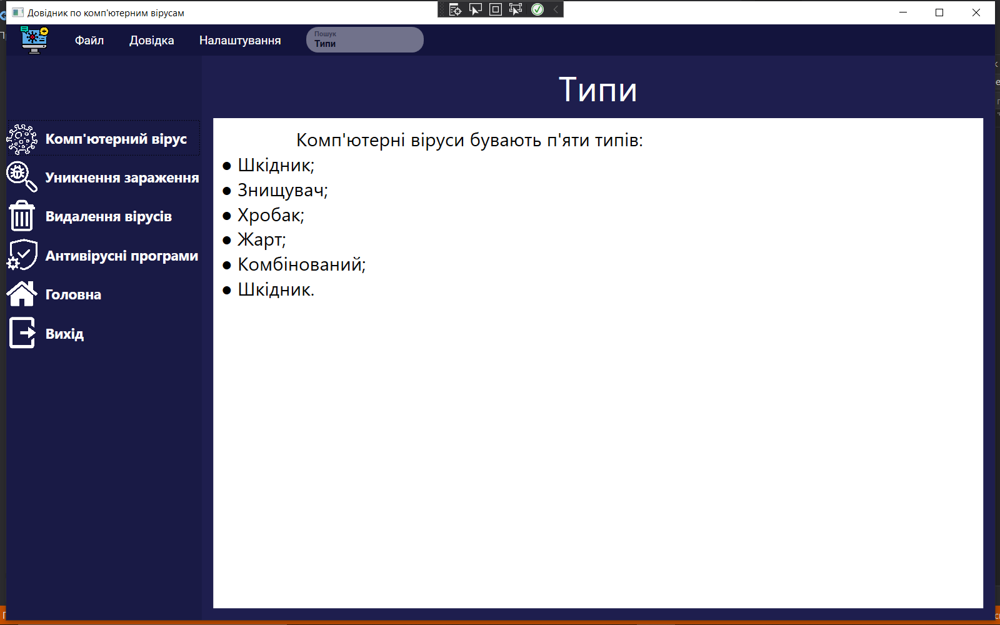 Довідник по комп'ютерним вірусам
Файл
Довідка
Налаштування
Пошук
Типи
Типи
Комп'ютерний вірус
Уникнення зараження
Видалення вірусів
Антивірусні програми
Головна
Вихід
Комп'ютерні віруси бувають п'яти типів:
● Шкідник;
● Знищувач;
● Хробак;
● Жарт;
● Комбінований;
● Шкідник.